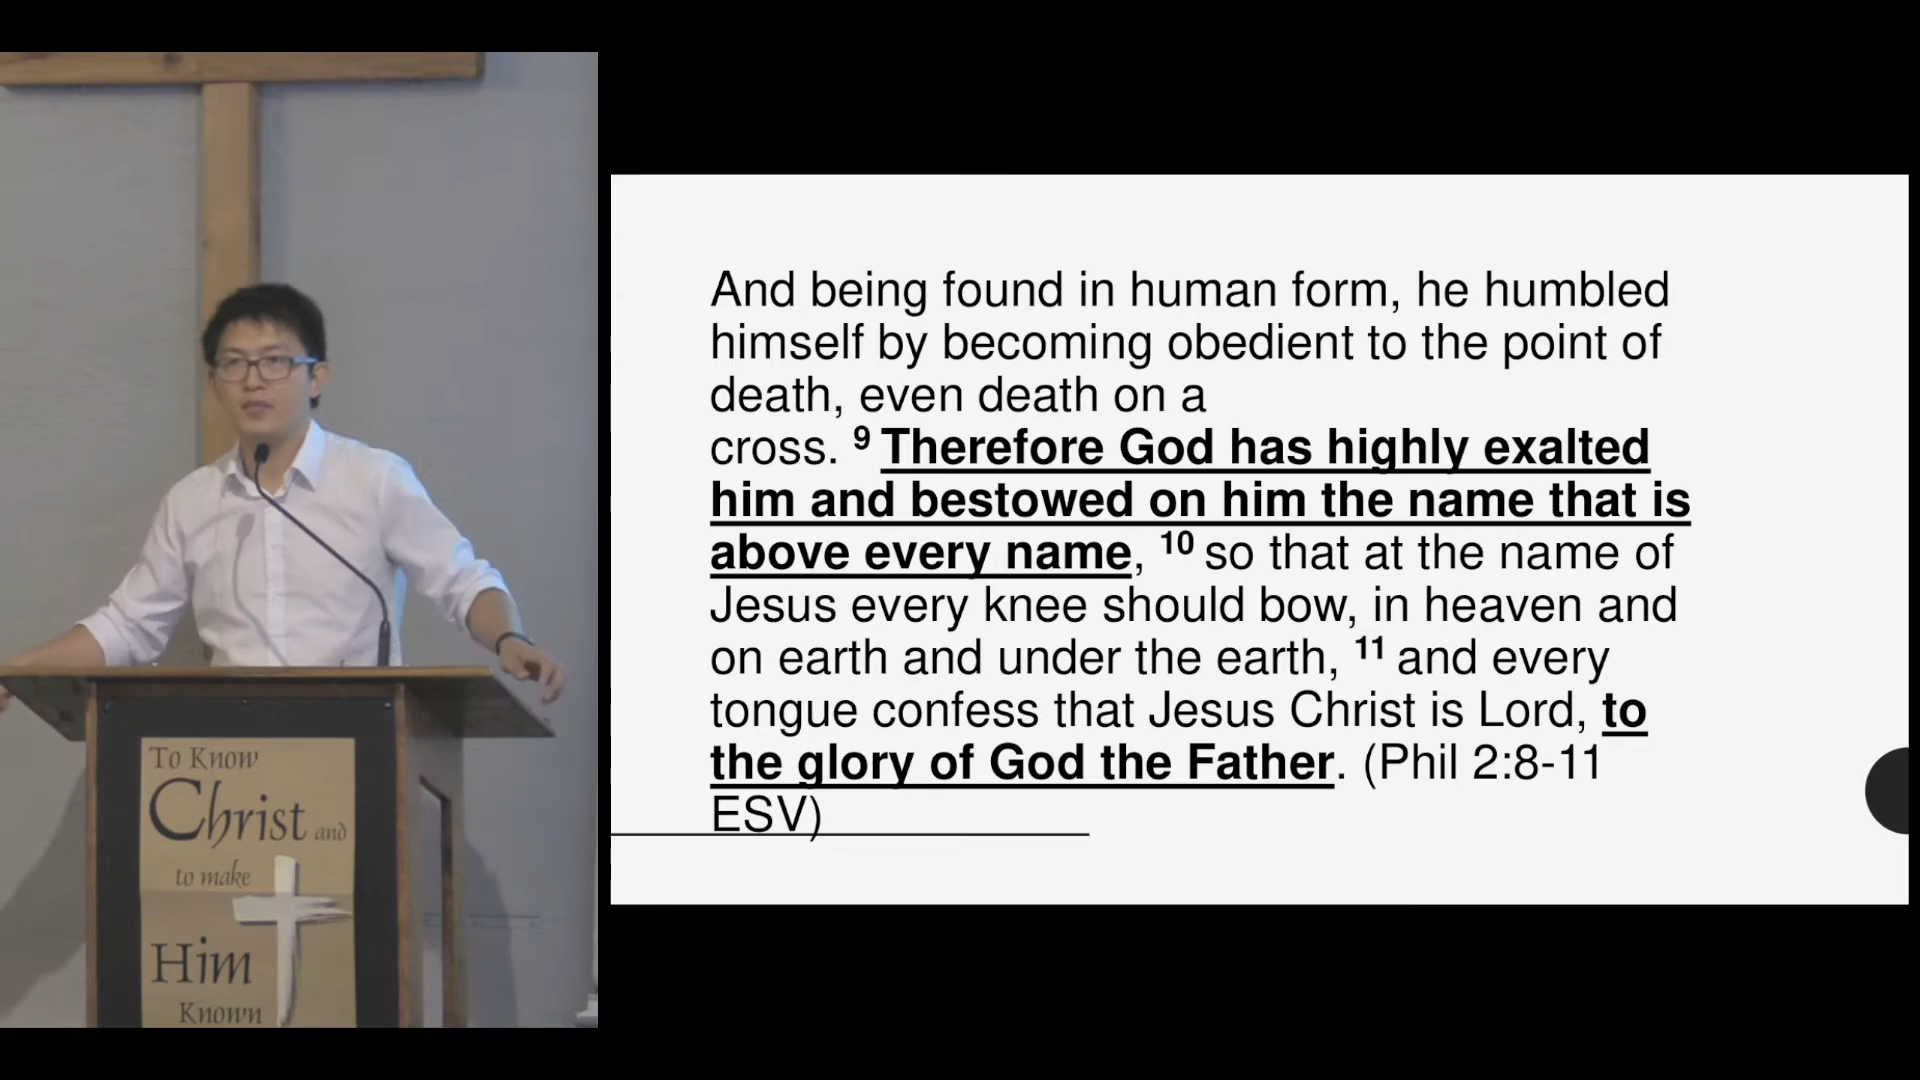 And being found in human form, he humbled
himself by becoming obedient to the point of
death, even death on a
cross. 9 Therefore God has highly exalted
him and bestowed on him the name that is
above every name, 10 so that at the name of
Jesus every knee should bow, in heaven and
on earth and under the earth, 11 and every
tongue confess that Jesus Christ is Lord, to
the glory of God the Father. (Phil 2:8-11
ESV)
To Know
Christ and
to make
Him
Known